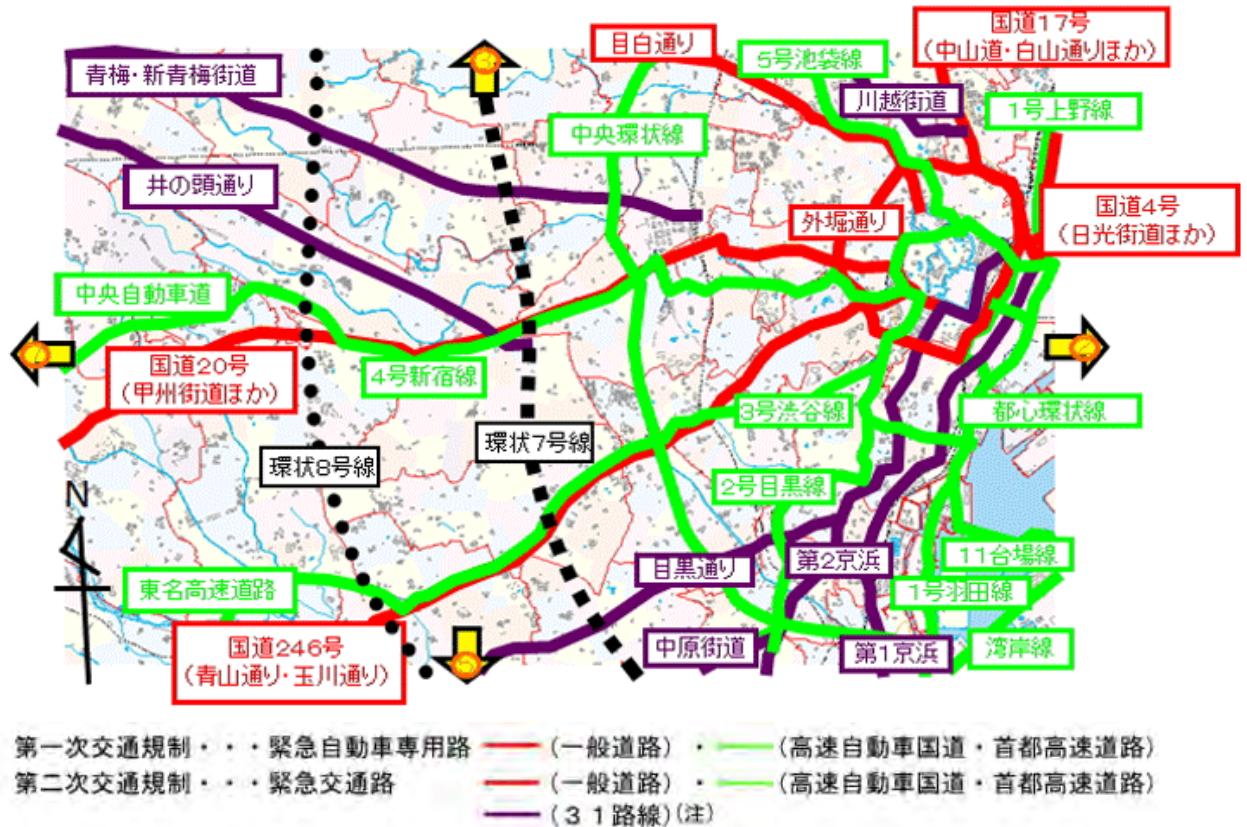 国道17号
(中山道・白山通りほか)
目白通り
5号池袋線
青梅・新青梅街道
川越街道
1号上野線
中央環状線
井の頭通り
外堀通り
国道4号
(日光街道ほか)
中央自動車道
国道20号
(甲州街道ほか)
4号新宿線
3号渋谷線
都心環状線
環状7号線
環状8号線
2号目黒線
N
11台場線
第2京浜
目黒通り
東名高速道路
1号羽田線
国道246号
(青山通り・玉川通り)
中原街道
第1京浜
湾岸線
第一次交通規制・・・緊急自動車専用路 (一般道路)・ (高速自動車国道・首都高速道路)
第二次交通規制・・・緊急交通路 (一般道路)・ (高速自動車国道・首都高速道路)
(31路線)(注)